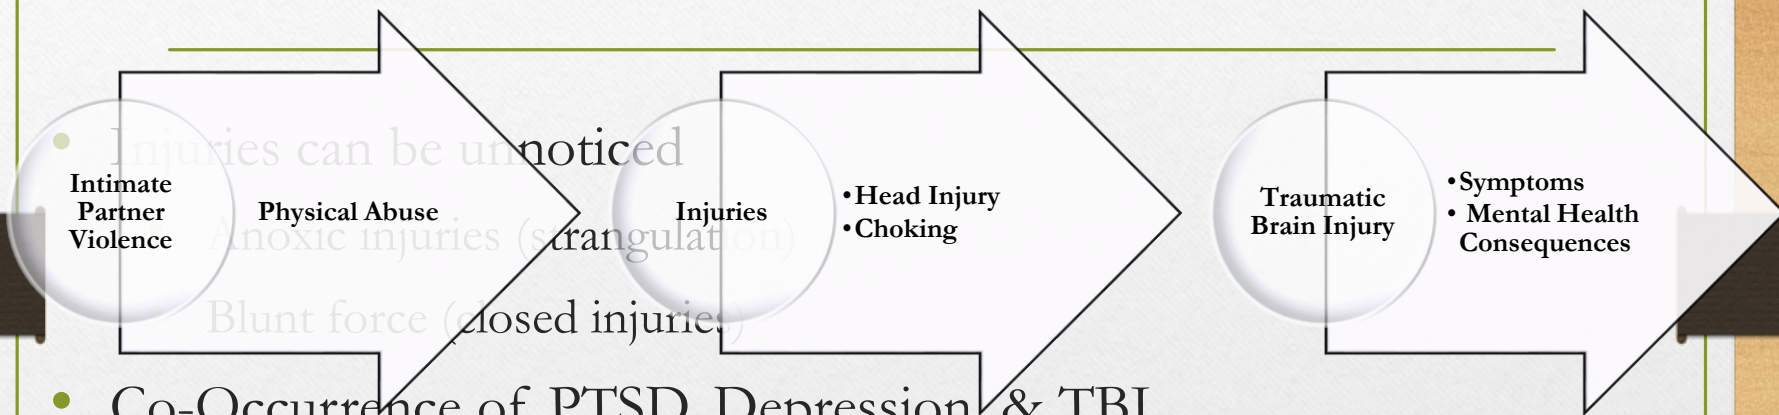 Injuries can be unnoticed
Intimate
Partner
Violence
Physical Abuse
Anoxic injuries (strangulation)
Blunt force (closed injuries)
Injuries
•Head Injury
•Choking
Traumatic
Brain Injury
•Symptoms
• Mental Health
Consequences
Co-Occurrence of PTSD, Depression, & TBI